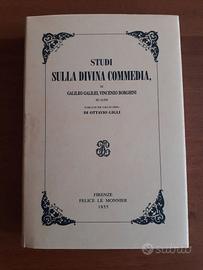 STUDI
SULLA DIVINA COMMEDIA,
DI
GALILEO GALILEI, VINCENZO BORGHINI
ED ALTRI
DI OTTAVIO GIGLI
FIRENZE
FELICE LE MONNIER
1855
subito